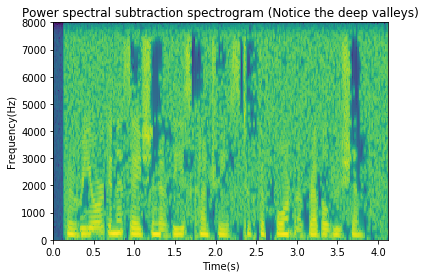 Power spectral subtraction spectrogram (Notice the deep valleys)
8000
7000
6000
5000
4000
3000
2000
1000
0
Frequency(Hz)
0.0 0.5 1.0 1.5 2.0 2.5 3.0 3.5 4.0
Time(s)